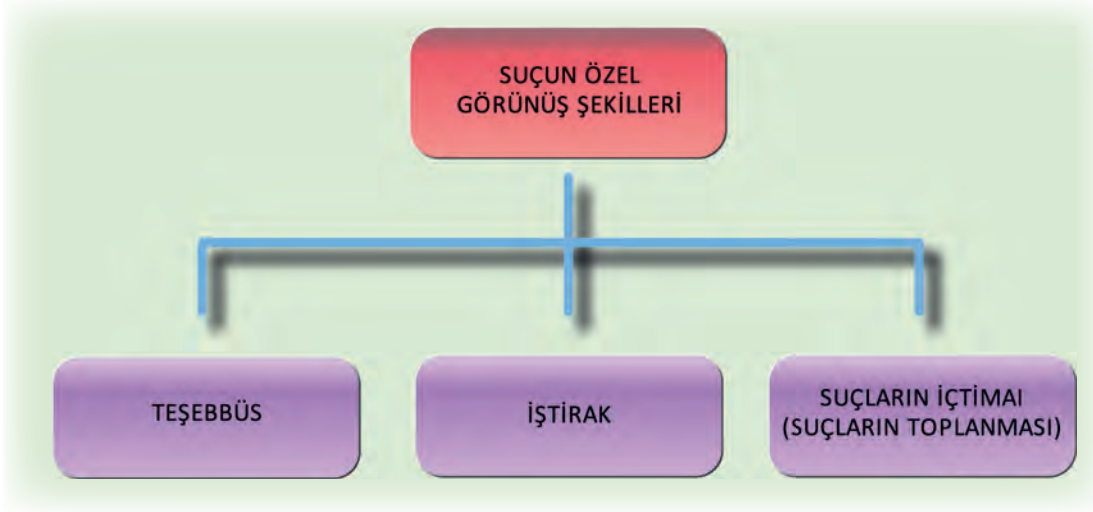 SUÇUN ÖZEL
GÖRÜNÜŞ ŞEKİLLERİ
TEŞEBBÜS
İŞTİRAK
SUÇLARIN İÇTİMAI
(SUÇLARIN TOPLANMASI)